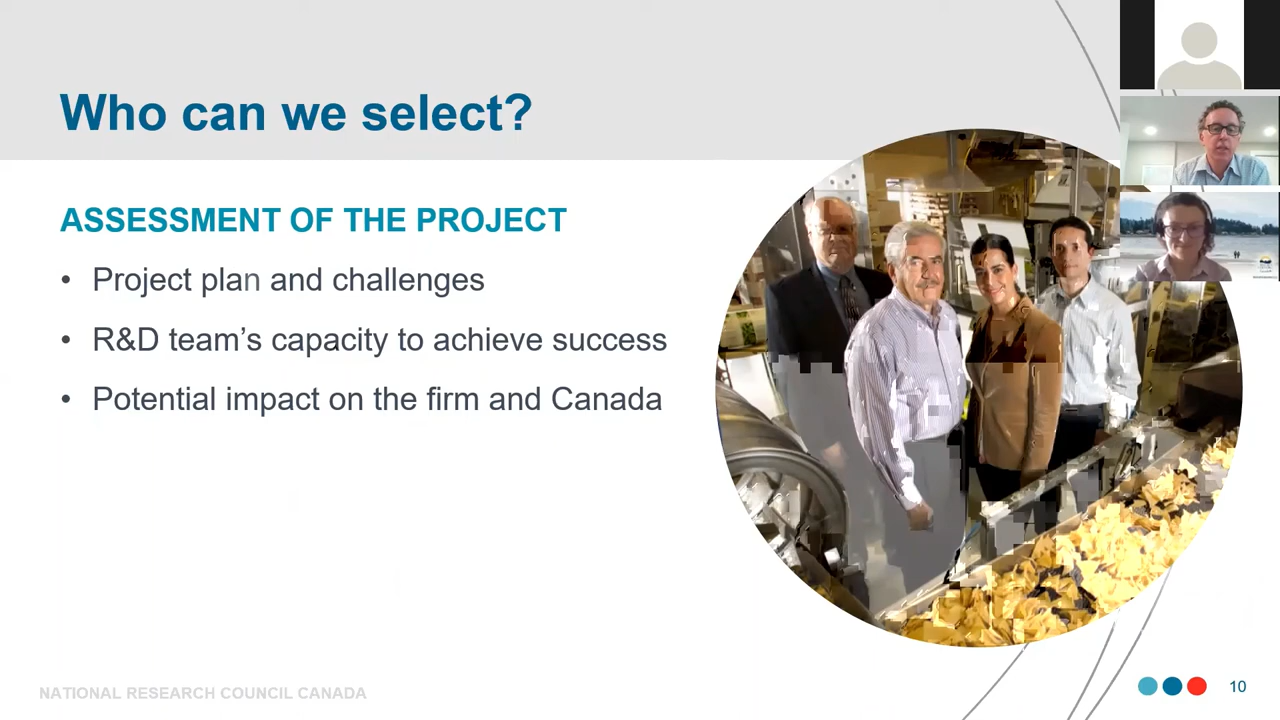 Who can we select?
ASSESSMENT OF THE PROJECT
• Project plan and challenges
• R&D team’s capacity to achieve success
• Potential impact on the firm and Canada
NATIONAL RESEARCH COUNCIL CANADA
10